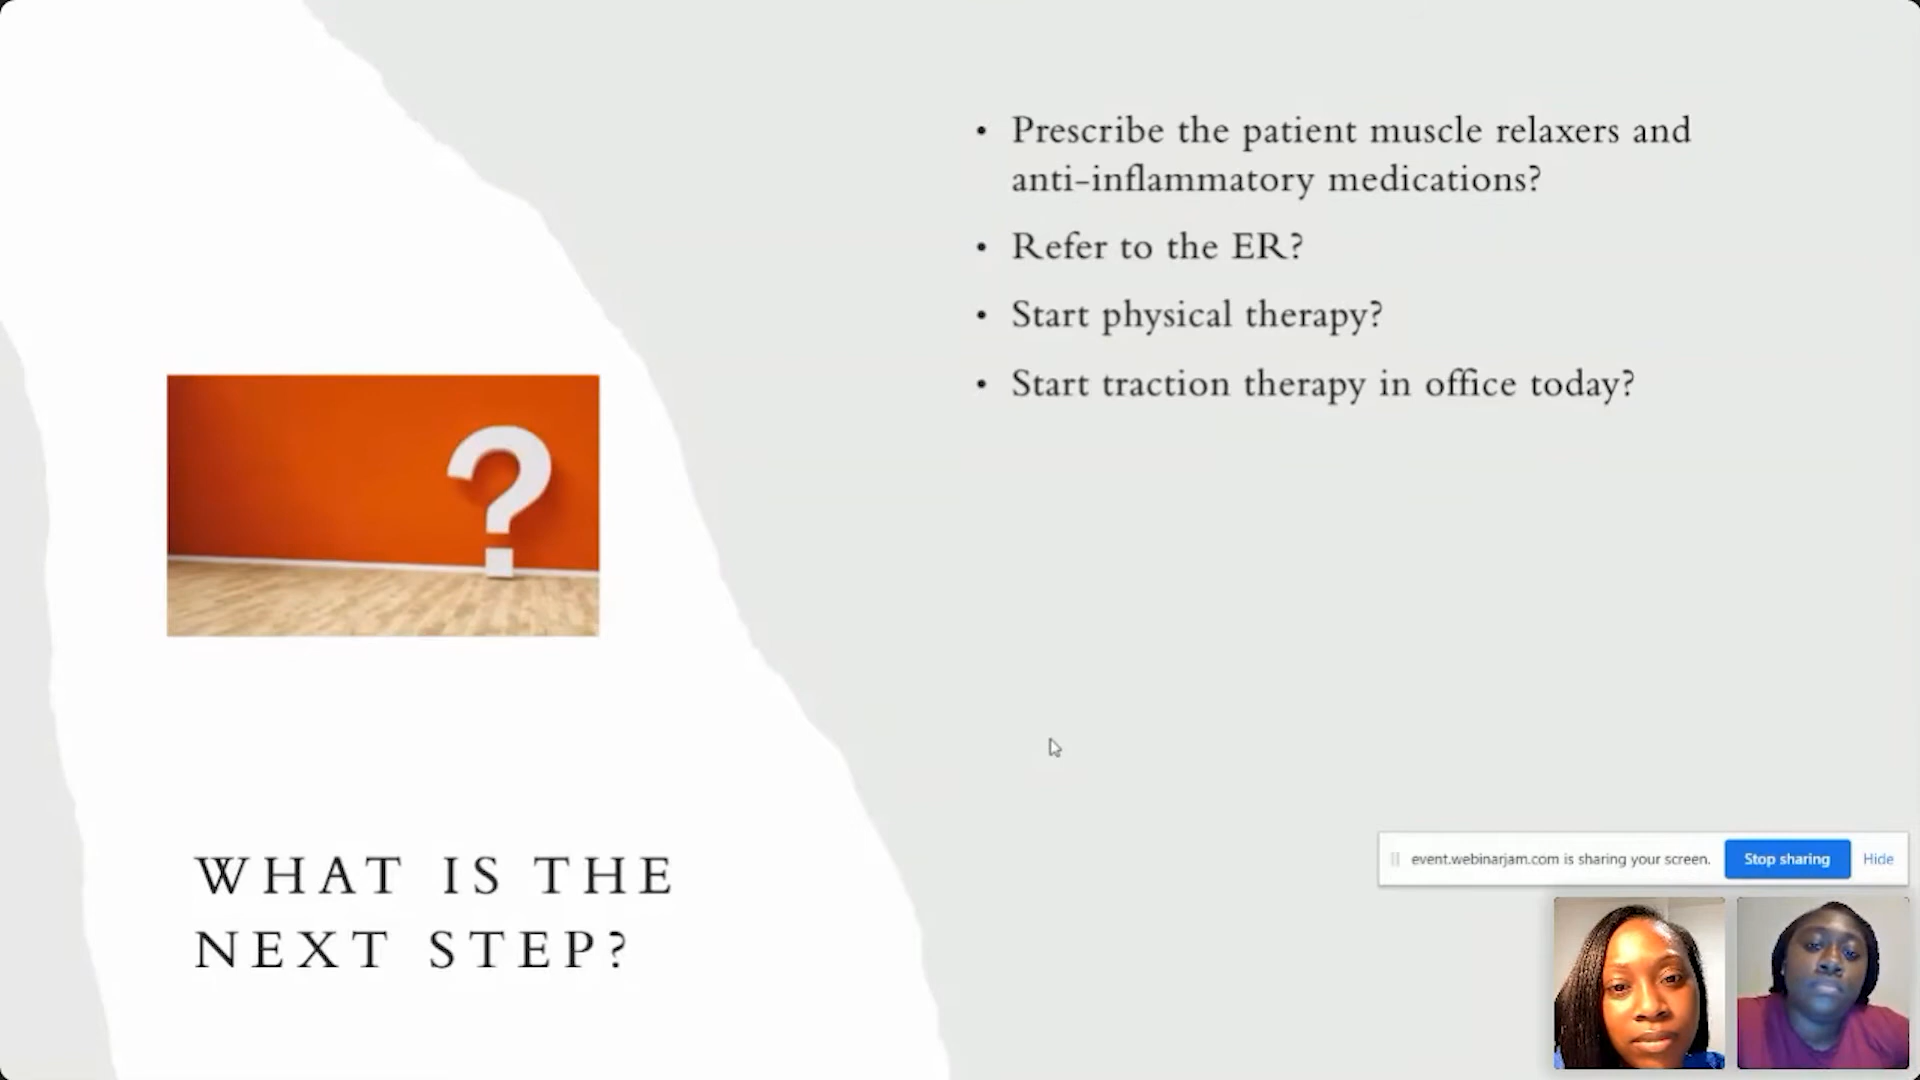 • Prescribe the patient muscle relaxers and
anti-inflammatory medications?
• Refer to the ER?
• Start physical therapy?
• Start traction therapy in office today?
?
WHAT IS THE
NEXT STEP?
event.webinarjam.com is sharing your screen.
Stop sharing
Hide